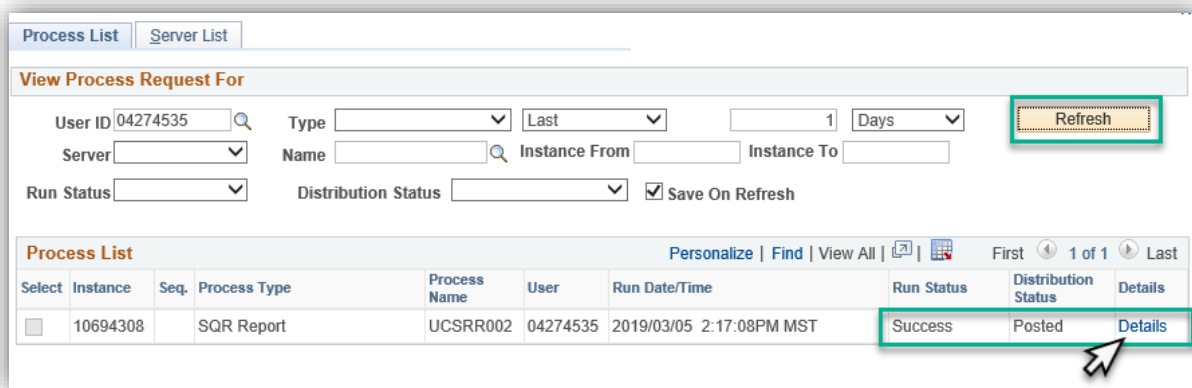 Process List Server List
View Process Request For
User ID 04274535 Type Last 1 Days Refresh
Server Name Instance From Instance To
Run Status Distribution Status Save On Refresh
Process List Personalize | Find | View All | | First 1 of 1 Last
Select Instance Seq. Process Type Process Name User Run Date/Time Run Status Distribution Status Details
10694308 SQR Report UCSRR002 04274535 2019/03/05 2:17:08PM MST Success Posted Details